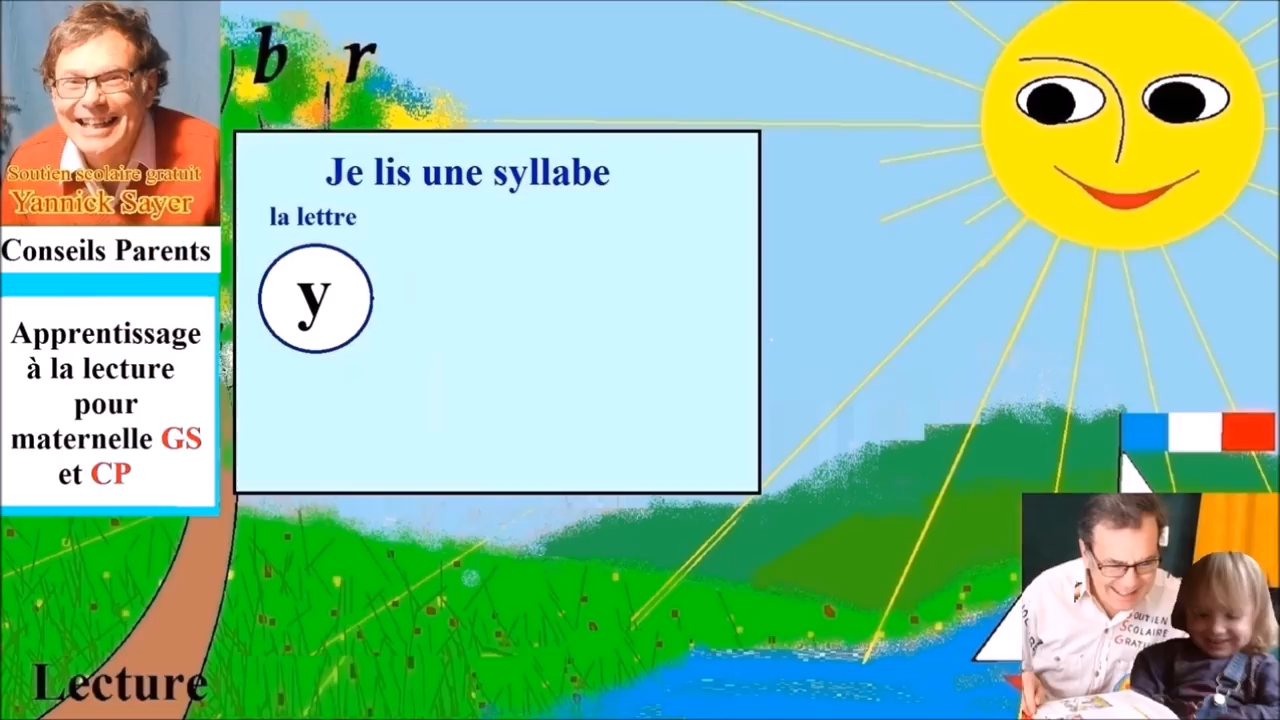 Soutien scolaire gratuit
Yannick Sayer
Conseils Parents
Apprentissage
à la lecture
pour
maternelle GS
et CP
Lecture
b r
Je lis une syllabe
la lettre
y
SOUTIEN
SCOLAIRE
GRATUIT